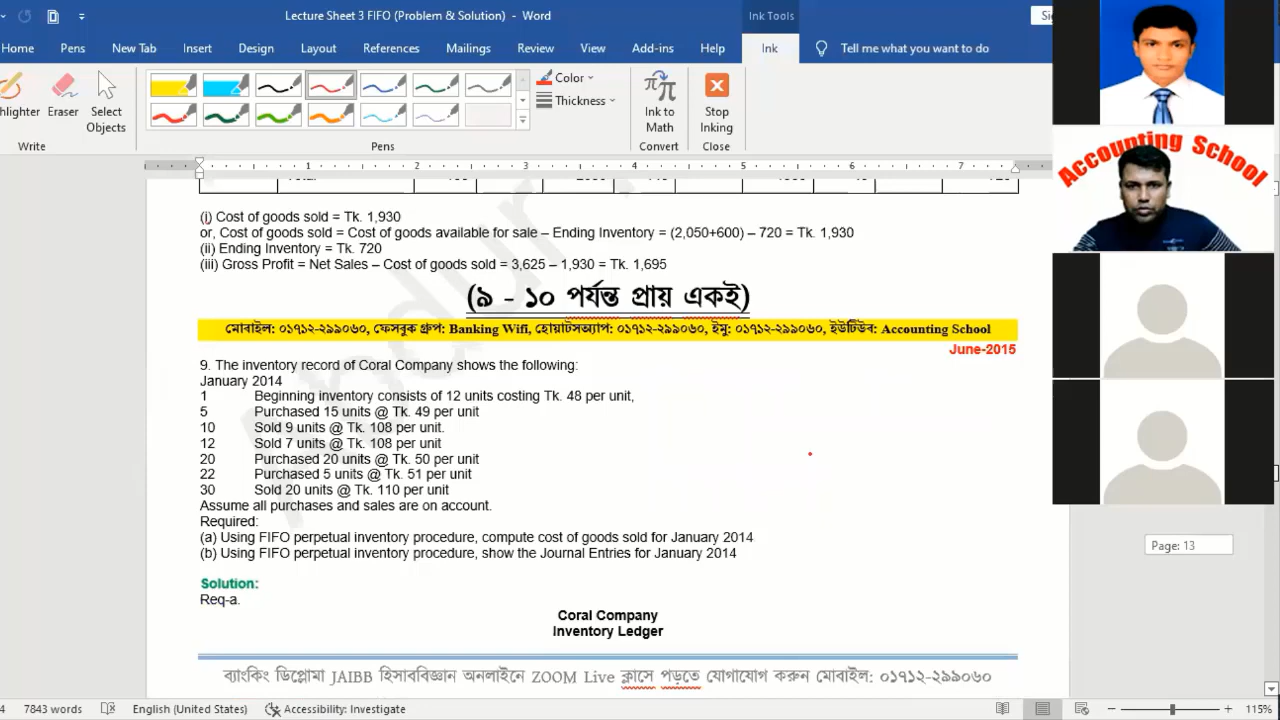 Lecture Sheet 3 FIFO (Problem & Solution) - Word
Ink Tools
Home Pens New Tab Insert Design Layout References Mailings Review View Add-ins Help Ink Tell me what you want to do
Eraser
Select Objects
Color
Thickness
Ink to Math
Stop Inking
Write
Pens
Convert
Close
1 2 3 4 5 6 7
(i) Cost of goods sold = Tk. 1,930
or, Cost of goods sold = Cost of goods available for sale – Ending Inventory = (2,050+600) – 720 = Tk. 1,930
(ii) Ending Inventory = Tk. 720
(iii) Gross Profit = Net Sales – Cost of goods sold = 3,625 – 1,930 = Tk. 1,695
(৯ - ১০ পর্যন্ত প্রায় একই)
মোবাইল: ০১৭১২-২৯৯০৬০, ফেসবুক গ্রুপ: Banking Wifi, হোয়াটসঅ্যাপ: ০১৭১২-২৯৯০৬০, ইমু: ০১৭১২-২৯৯০৬০, ইউটিউব: Accounting School
June-2015
9. The inventory record of Coral Company shows the following:
January 2014
1 Beginning inventory consists of 12 units costing Tk. 48 per unit,
5 Purchased 15 units @ Tk. 49 per unit
10 Sold 9 units @ Tk. 108 per unit.
12 Sold 7 units @ Tk. 108 per unit
20 Purchased 20 units @ Tk. 50 per unit
22 Purchased 5 units @ Tk. 51 per unit
30 Sold 20 units @ Tk. 110 per unit
Assume all purchases and sales are on account.
Required:
(a) Using FIFO perpetual inventory procedure, compute cost of goods sold for January 2014
(b) Using FIFO perpetual inventory procedure, show the Journal Entries for January 2014
Solution:
Req-a.
Coral Company
Inventory Ledger
ব্যাংকিং ডিপ্লোমা JAIBB হিসাববিজ্ঞান অনলাইনে ZOOM Live ক্লাসে পড়তে যোগাযোগ করুন মোবাইল: ০১৭১২-২৯৯০৬০
Accounting School
Page: 13
7843 words English (United States) Accessibility: Investigate 115%